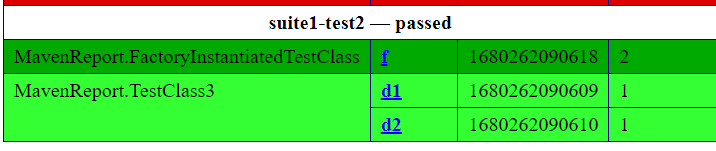 suite1-test2 — passed
MavenReport.FactoryInstantiatedTestClass f 1680262090618 2
MavenReport.TestClass3 d1 1680262090609 1
d2 1680262090610 1